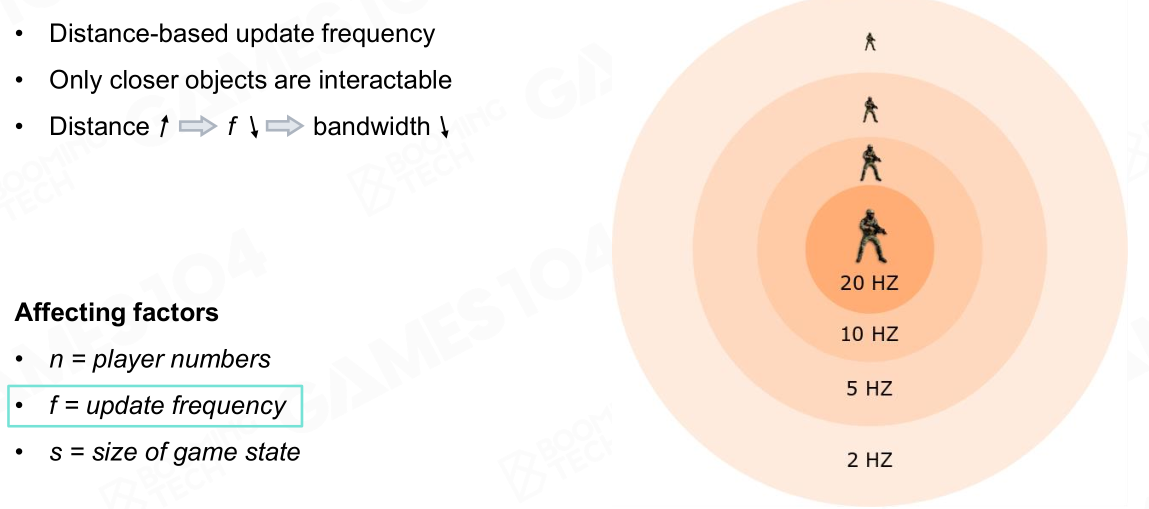 • Distance-based update frequency
• Only closer objects are interactable
• Distance ↑ ⇨ f ↓ ⇨ bandwidth ↓
Affecting factors
• n = player numbers
• f = update frequency
• s = size of game state
20 HZ
10 HZ
5 HZ
2 HZ
GAMES104
BOOMING
TECH